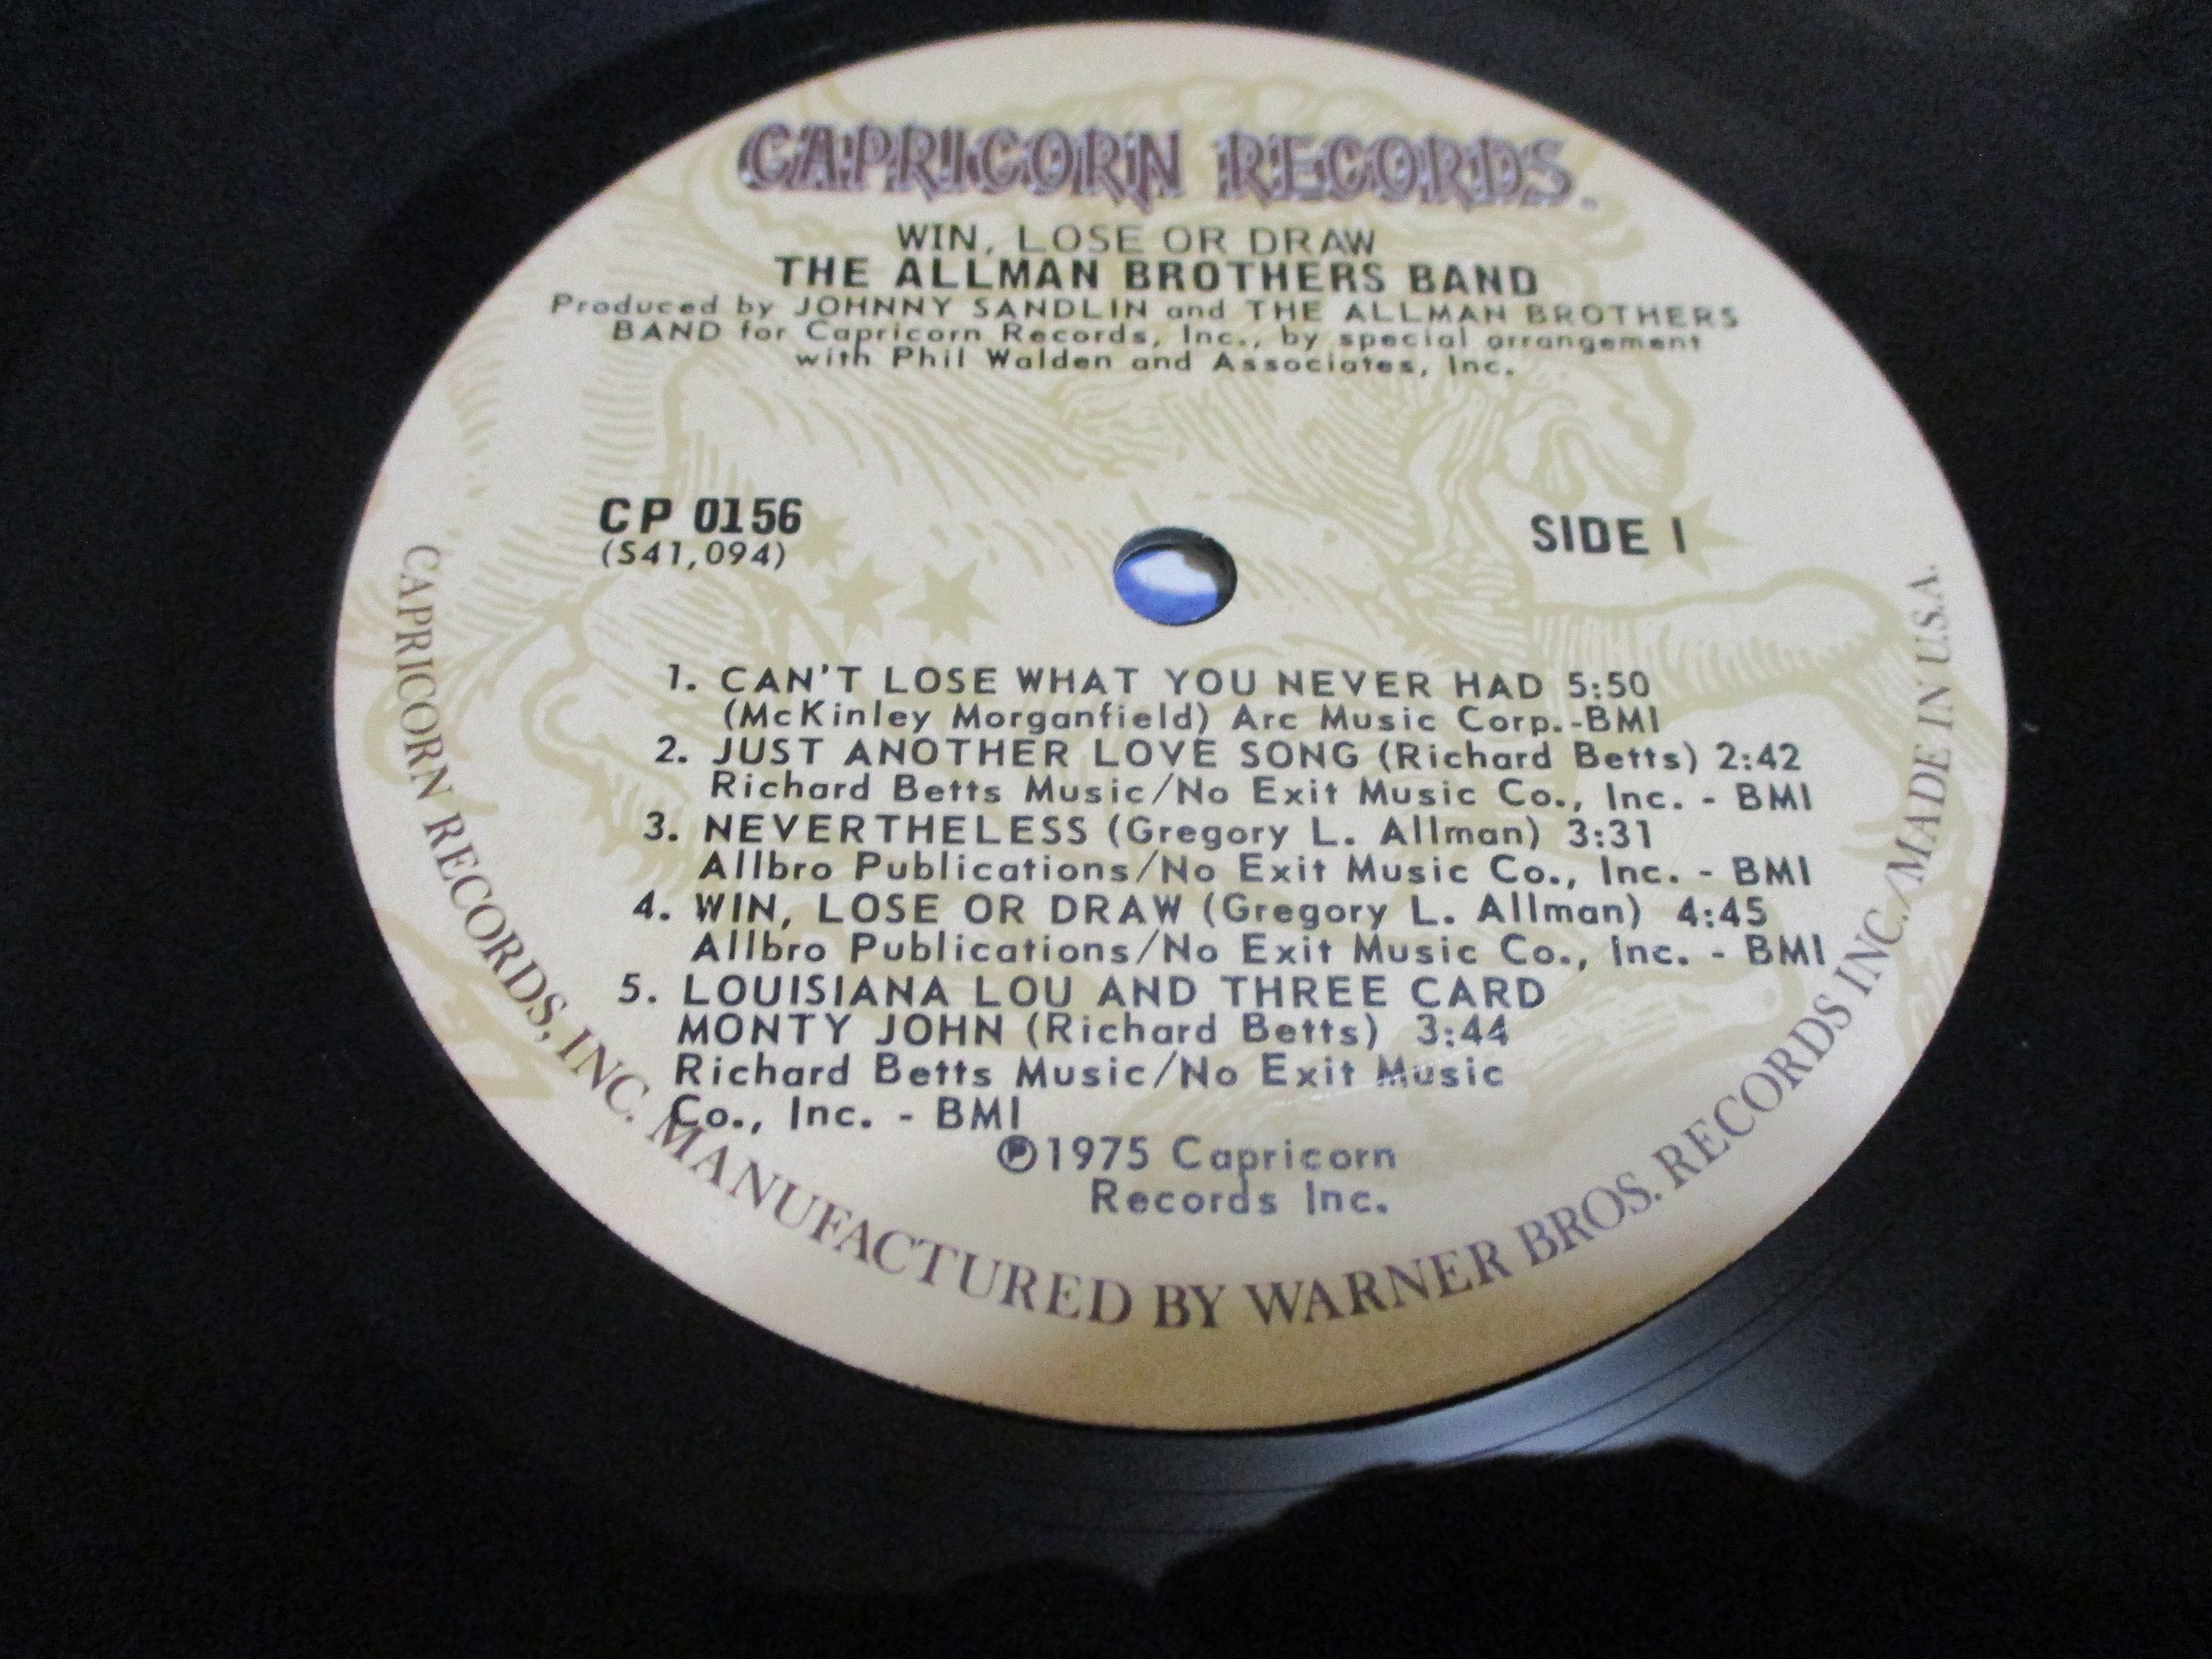 CAPRICORN RECORDS
WIN, LOSE OR DRAW
THE ALLMAN BROTHERS BAND
Produced by JOHNNY SANDLIN and THE ALLMAN BROTHERS
BAND for Capricorn Records, Inc., by special arrangement
with Phil Walden and Associates, Inc.
CP 0156
(S41,094)
SIDE 1
1. CAN'T LOSE WHAT YOU NEVER HAD 5:50
(McKinley Morganfield) Arc Music Corp.-BMI
2. JUST ANOTHER LOVE SONG (Richard Betts) 2:42
Richard Betts Music/No Exit Music Co., Inc. - BMI
3. NEVERTHELESS (Gregory L. Allman) 3:31
Allbro Publications/No Exit Music Co., Inc. - BMI
4. WIN, LOSE OR DRAW (Gregory L. Allman) 4:45
Allbro Publications/No Exit Music Co., Inc. - BMI
5. LOUISIANA LOU AND THREE CARD
MONTY JOHN (Richard Betts) 3:44
Richard Betts Music/No Exit Music
Co., Inc. - BMI
℗1975 Capricorn
Records Inc.
CAPRICORN RECORDS, INC. MANUFACTURED BY WARNER BROS. RECORDS INC./MADE IN U.S.A.